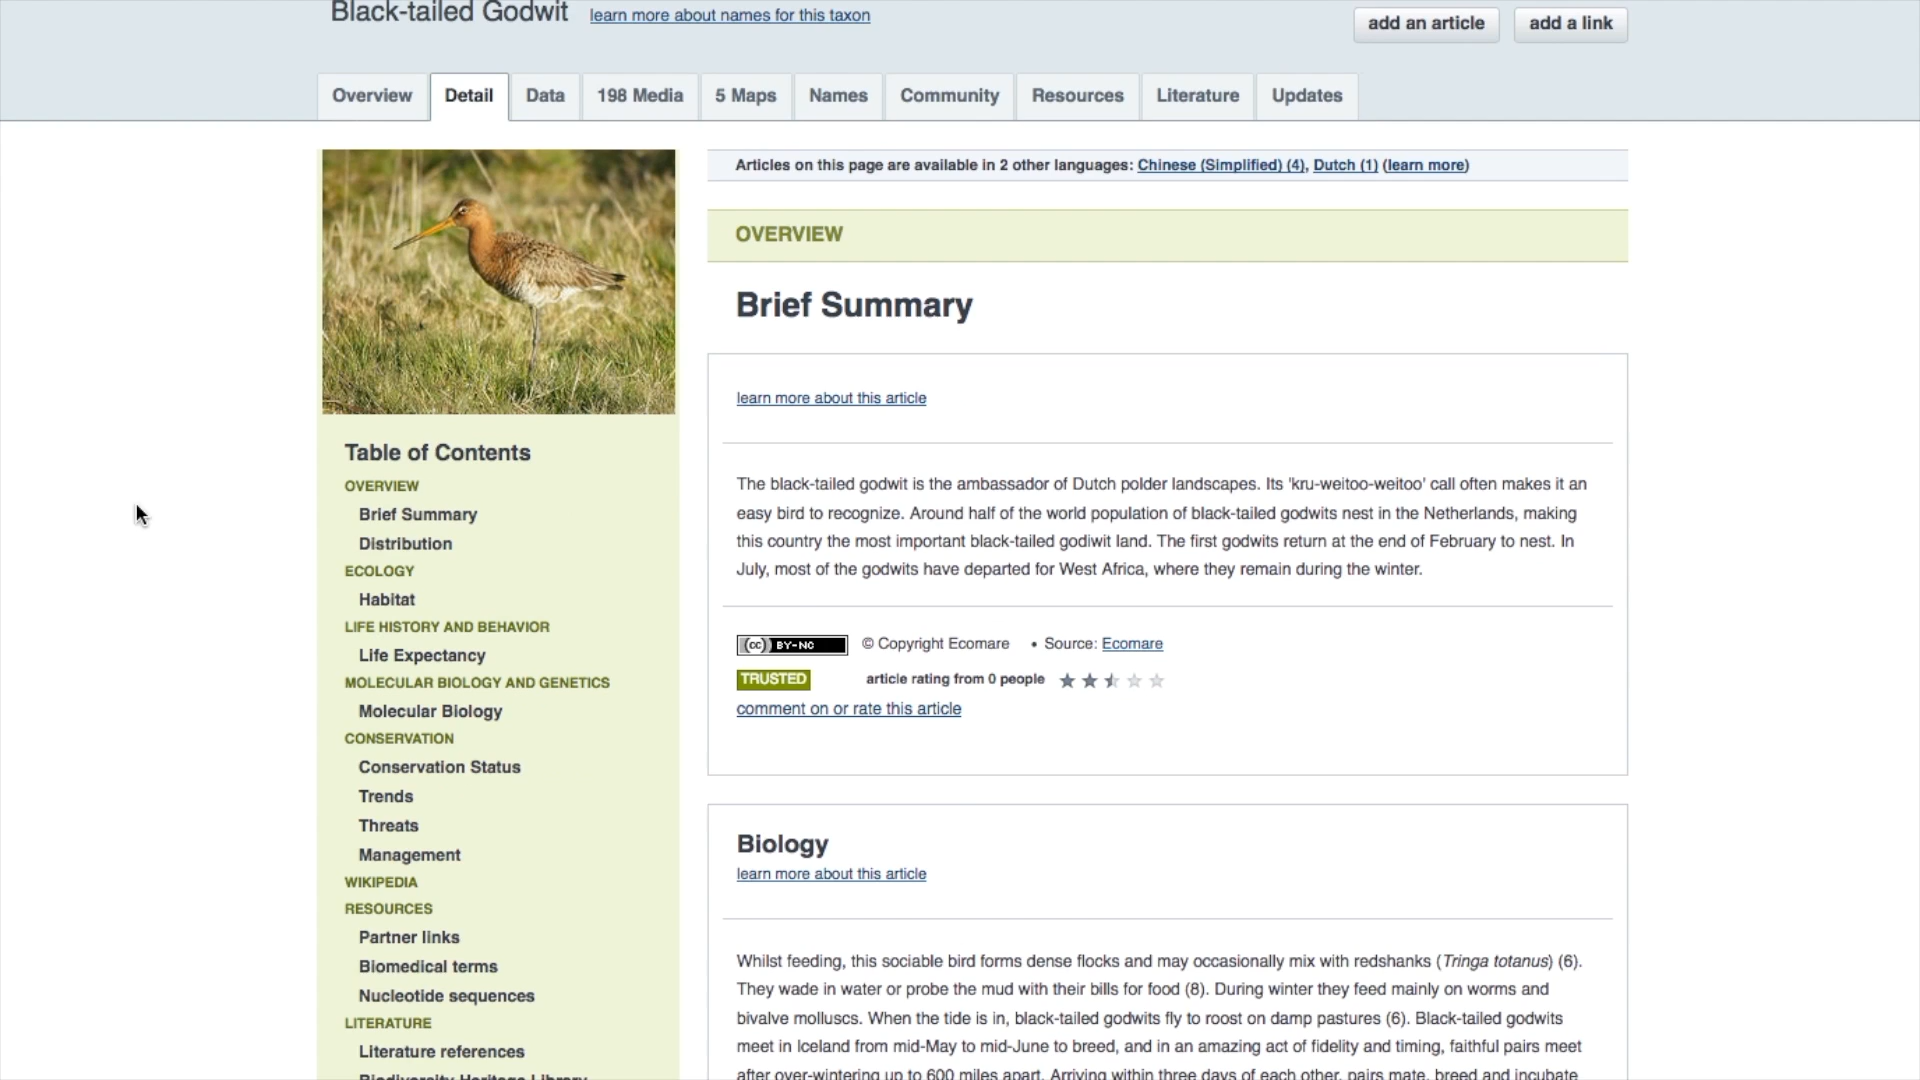 Black-tailed Godwit learn more about names for this taxon
add an article add a link
Overview Detail Data 198 Media 5 Maps Names Community Resources Literature Updates
Articles on this page are available in 2 other languages: Chinese (Simplified) (4), Dutch (1) (learn more)
OVERVIEW
Brief Summary
learn more about this article
The black-tailed godwit is the ambassador of Dutch polder landscapes. Its 'kru-weitoo-weitoo' call often makes it an
easy bird to recognize. Around half of the world population of black-tailed godwits nest in the Netherlands, making
this country the most important black-tailed godiwit land. The first godwits return at the end of February to nest. In
July, most of the godwits have departed for West Africa, where they remain during the winter.
(cc) BY-NC © Copyright Ecomare • Source: Ecomare
TRUSTED article rating from 0 people
comment on or rate this article
Biology
learn more about this article
Whilst feeding, this sociable bird forms dense flocks and may occasionally mix with redshanks (Tringa totanus) (6).
They wade in water or probe the mud with their bills for food (8). During winter they feed mainly on worms and
bivalve molluscs. When the tide is in, black-tailed godwits fly to roost on damp pastures (6). Black-tailed godwits
meet in Iceland from mid-May to mid-June to breed, and in an amazing act of fidelity and timing, faithful pairs meet
after over-wintering up to 600 miles apart. Arriving within three days of each other, pairs mate, breed and incubate
Table of Contents
OVERVIEW
Brief Summary
Distribution
ECOLOGY
Habitat
LIFE HISTORY AND BEHAVIOR
Life Expectancy
MOLECULAR BIOLOGY AND GENETICS
Molecular Biology
CONSERVATION
Conservation Status
Trends
Threats
Management
WIKIPEDIA
RESOURCES
Partner links
Biomedical terms
Nucleotide sequences
LITERATURE
Literature references
Biodiversity Heritage Library